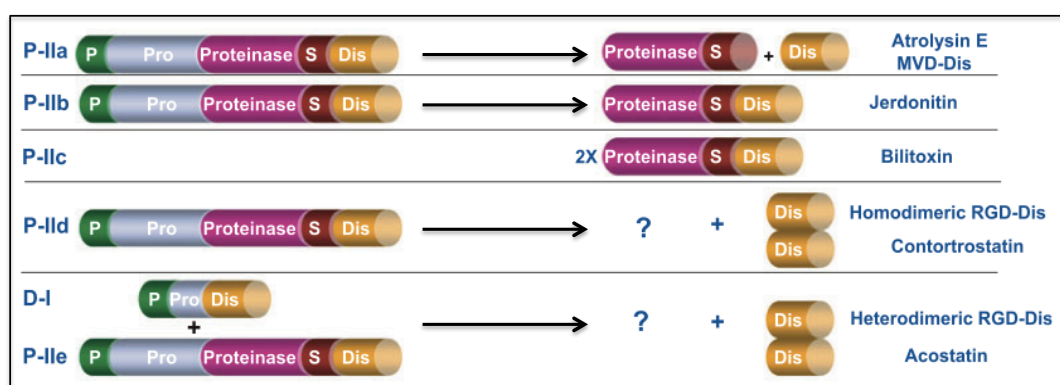 P-IIa P Pro Proteinase S Dis Proteinase S + Dis Atrolysin E
MVD-Dis
P-IIb P Pro Proteinase S Dis Proteinase S Dis Jerdonitin
P-IIc 2X Proteinase S Dis Bilitoxin
P-IId P Pro Proteinase S Dis ? + Dis Homodimeric RGD-Dis
Dis Contortrostatin
D-I P Pro Dis
+ ? + Dis Heterodimeric RGD-Dis
P-IIe P Pro Proteinase S Dis Dis Acostatin